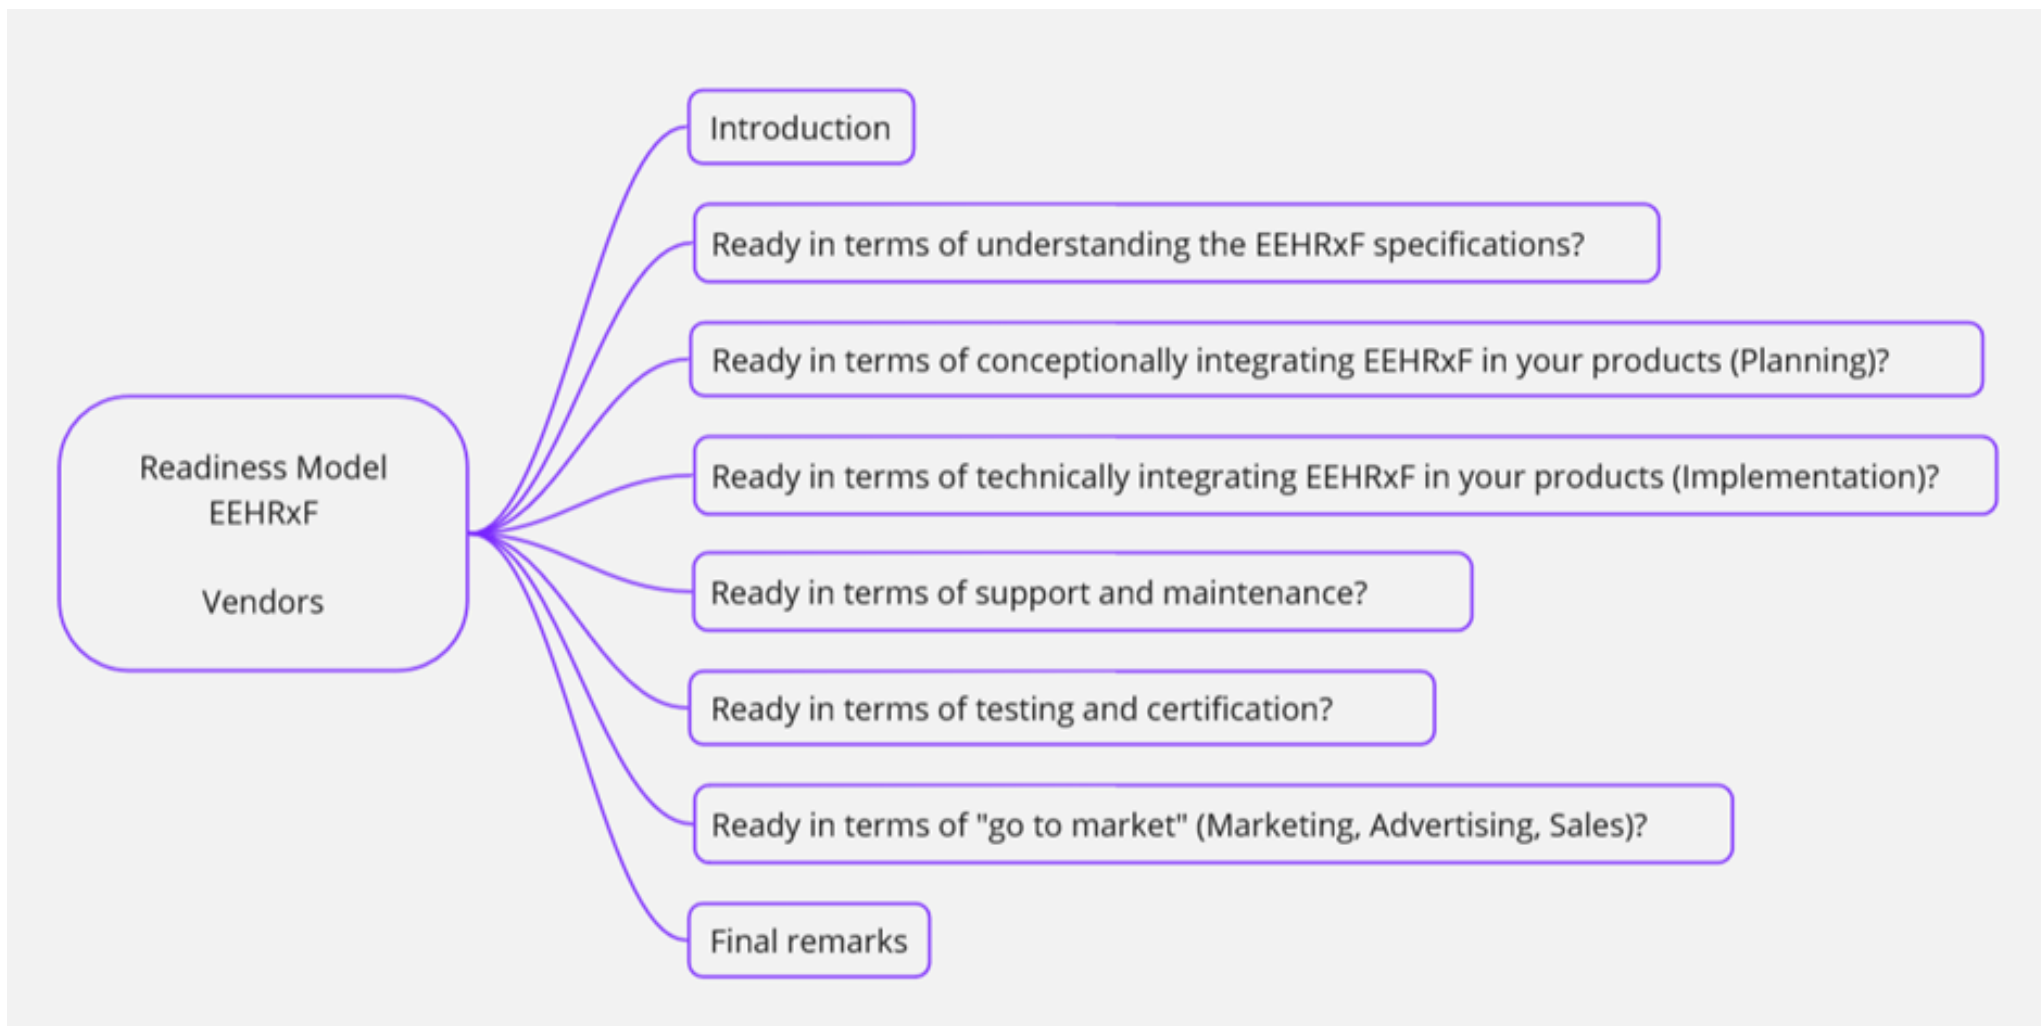 Introduction
Ready in terms of understanding the EEHRxF specifications?
Ready in terms of conceptionally integrating EEHRxF in your products (Planning)?
Ready in terms of technically integrating EEHRxF in your products (Implementation)?
Readiness Model
EEHRxF
Vendors
Ready in terms of support and maintenance?
Ready in terms of testing and certification?
Ready in terms of "go to market" (Marketing, Advertising, Sales)?
Final remarks